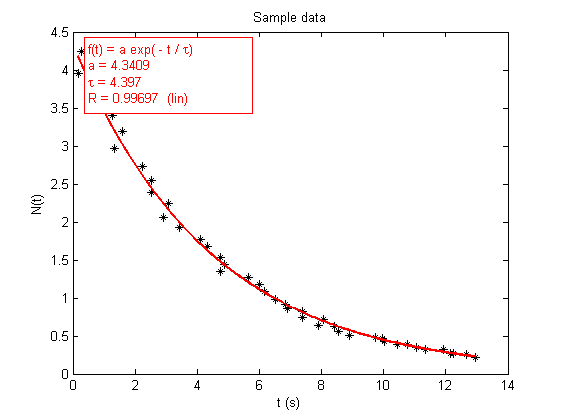 Sample data
f(t) = a exp( - t / τ)
a = 4.3409
τ = 4.397
R = 0.99697 (lin)
4.5
4
3.5
3
2.5
2
1.5
1
0.5
0
N(t)
0 2 4 6 8 10 12 14
t (s)